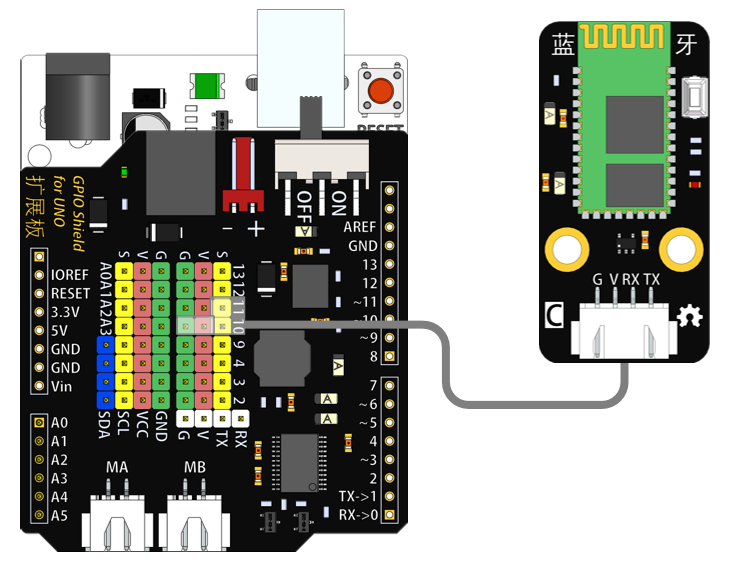 蓝 牙
RESET
GPIO Shield
for UNO
扩展板
OFF
ON
- +
S V G G V S
A0 A1 A2 A3
13 12 11 10 9 4 3 2
SDA SCL VCC GND G V TX RX
IOREF
RESET
3.3V
5V
GND
GND
Vin
A0
A1
A2
A3
A4
A5
AREF
GND
13
12
~11
~10
~9
8
7
~6
~5
4
~3
2
TX->1
RX->0
A
A
A
A
MA
MB
A
A
G V RX TX
C